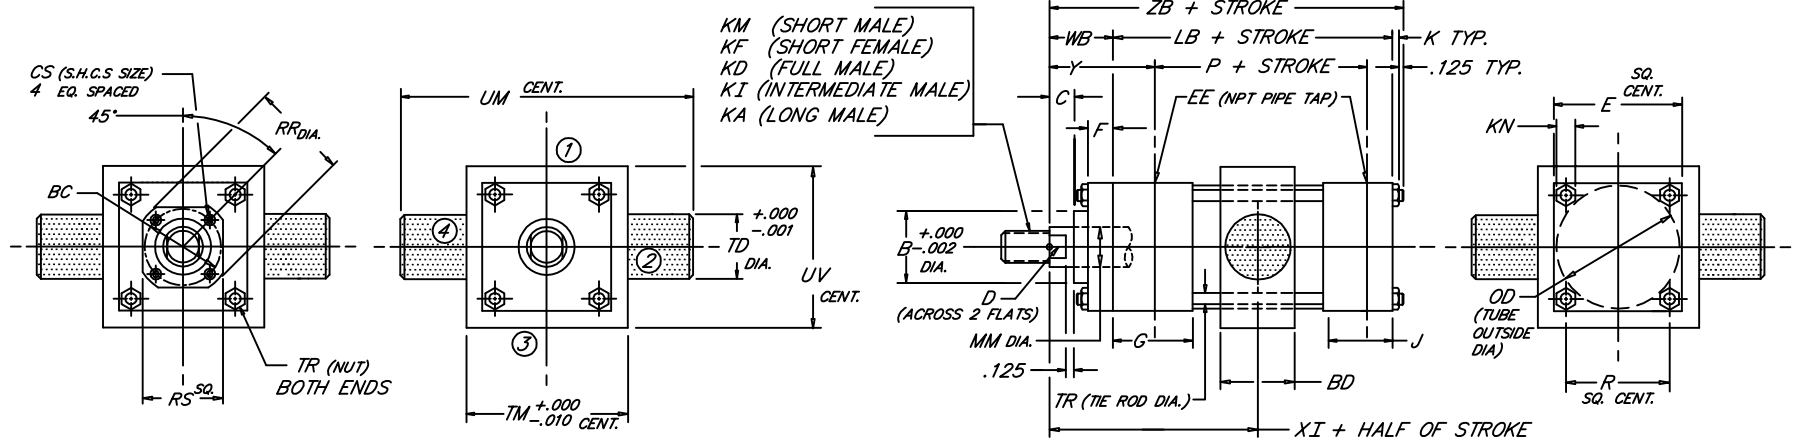 CS (S.H.C.S SIZE)
4 EQ. SPACED
45°
RR DIA.
BC
TR (NUT)
BOTH ENDS
RS SQ.
UM CENT.
1
4
2
3
TD +.000 -.001 DIA.
UV CENT.
TM +.000 -.010 CENT.
KM (SHORT MALE)
KF (SHORT FEMALE)
KD (FULL MALE)
KI (INTERMEDIATE MALE)
KA (LONG MALE)
ZB + STROKE
WB
LB + STROKE
K TYP.
Y
P + STROKE
.125 TYP.
C
EE (NPT PIPE TAP)
F
B +.000 -.002 DIA.
D
(ACROSS 2 FLATS)
MM DIA.
G
J
.125
BD
TR (TIE ROD DIA.)
XI + HALF OF STROKE
SQ.
E CENT.
KN
OD
(TUBE
OUTSIDE
DIA)
R
SQ. CENT.